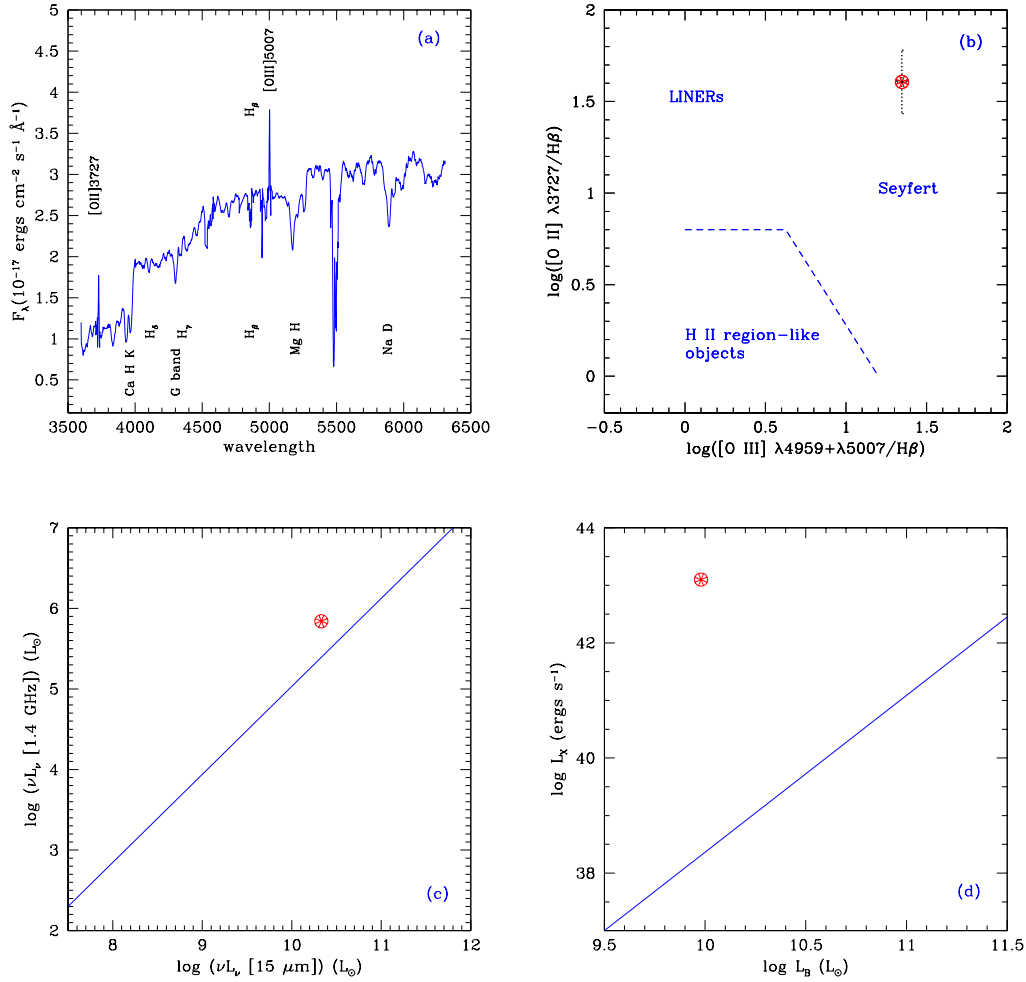 (a)
[OIII]5007
H_β
[OII]3727
H_δ
H_γ
H_β
Mg H
Na D
Ca H K
G band
5
4.5
4
3.5
3
2.5
2
1.5
1
0.5
F_λ(10⁻¹⁷ ergs cm⁻² s⁻¹ Å⁻¹)
3500 4000 4500 5000 5500 6000 6500
wavelength
(b)
LINERs
Seyfert
H II region-like
objects
2
1.5
1
0.5
0
log([O II] λ3727/Hβ)
-0.5 0 0.5 1 1.5 2
log([O III] λ4959+λ5007/Hβ)
(c)
7
6
5
4
3
2
log (νL_ν [1.4 GHz]) (L_⊙)
8 9 10 11 12
log (νL_ν [15 μm]) (L_⊙)
(d)
44
42
40
38
log L_X (ergs s⁻¹)
9.5 10 10.5 11 11.5
log L_B (L_⊙)